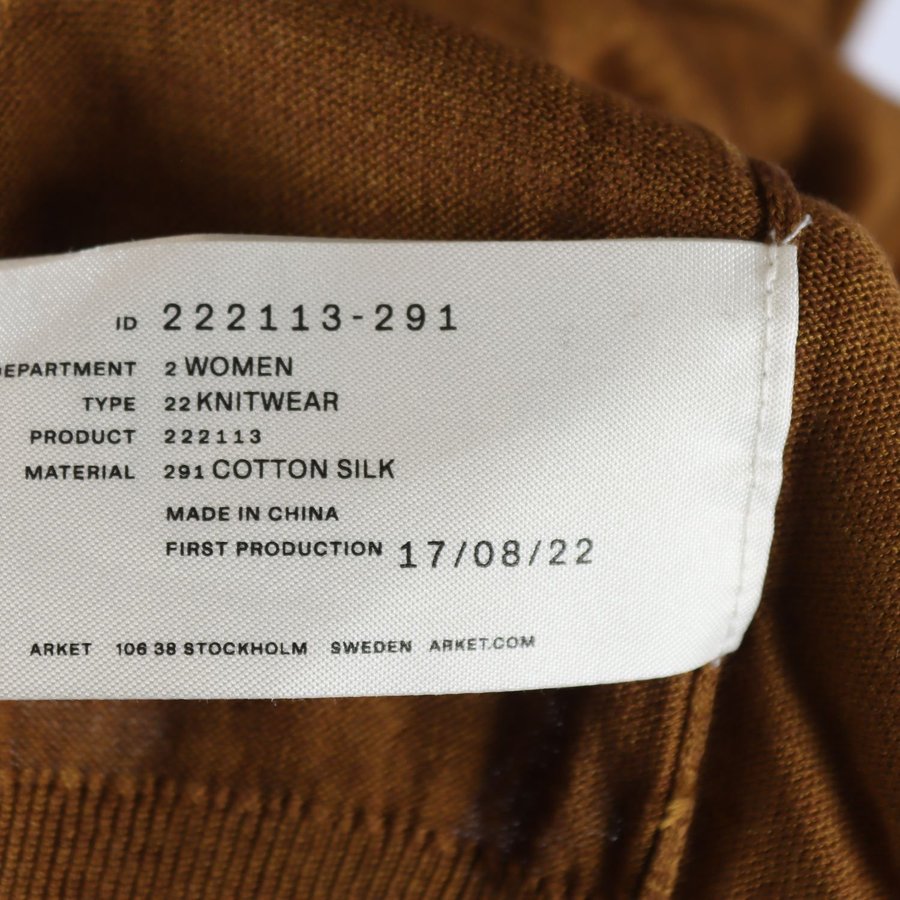 ID 222113-291
DEPARTMENT 2 WOMEN
TYPE 22 KNITWEAR
PRODUCT 222113
MATERIAL 291 COTTON SILK
MADE IN CHINA
FIRST PRODUCTION 17/08/22
ARKET 106 38 STOCKHOLM SWEDEN ARKET.COM